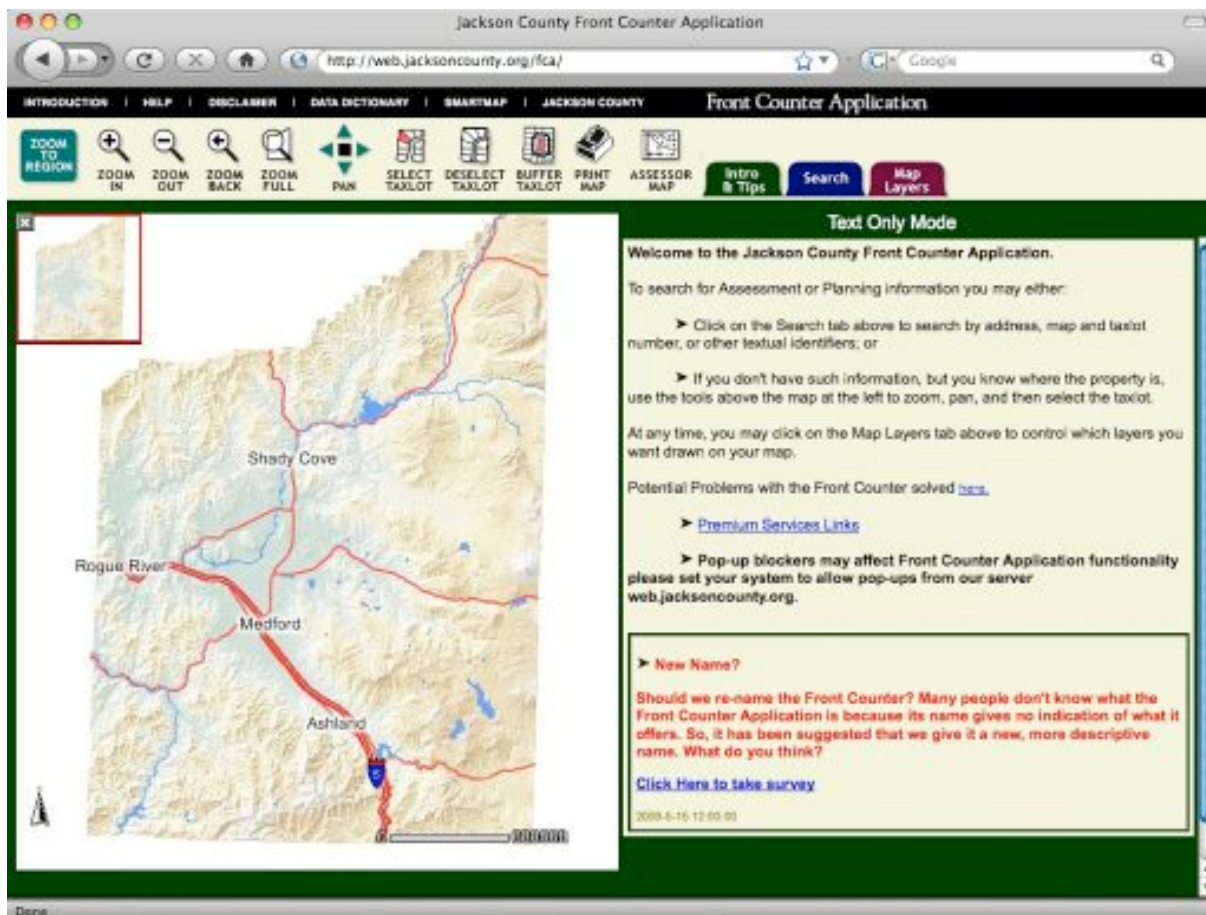 Jackson County Front Counter Application
http://web.jacksoncounty.org/fca/
Google
INTRODUCTION | HELP | DISCLAIMER | DATA DICTIONARY | SMARTMAP | JACKSON COUNTY
Front Counter Application
ZOOM TO REGION
ZOOM IN
ZOOM OUT
ZOOM BACK
ZOOM FULL
PAN
SELECT TAXLOT
DESELECT TAXLOT
BUFFER TAXLOT
PRINT MAP
ASSESSOR MAP
Intro & Tips
Search
Map Layers
Shady Cove
Rogue River
Medford
Ashland
5
Text Only Mode
Welcome to the Jackson County Front Counter Application.
To search for Assessment or Planning information you may either:
➤ Click on the Search tab above to search by address, map and taxlot
number, or other textual identifiers; or
➤ If you don't have such information, but you know where the property is,
use the tools above the map at the left to zoom, pan, and then select the taxlot.
At any time, you may click on the Map Layers tab above to control which layers you
want drawn on your map.
Potential Problems with the Front Counter solved here.
➤ Premium Services Links
➤ Pop-up blockers may affect Front Counter Application functionality
please set your system to allow pop-ups from our server
web.jacksoncounty.org.
➤ New Name?
Should we re-name the Front Counter? Many people don't know what the
Front Counter Application is because its name gives no indication of what it
offers. So, it has been suggested that we give it a new, more descriptive
name. What do you think?
Click Here to take survey
2008-5-15 12:00:00
Done